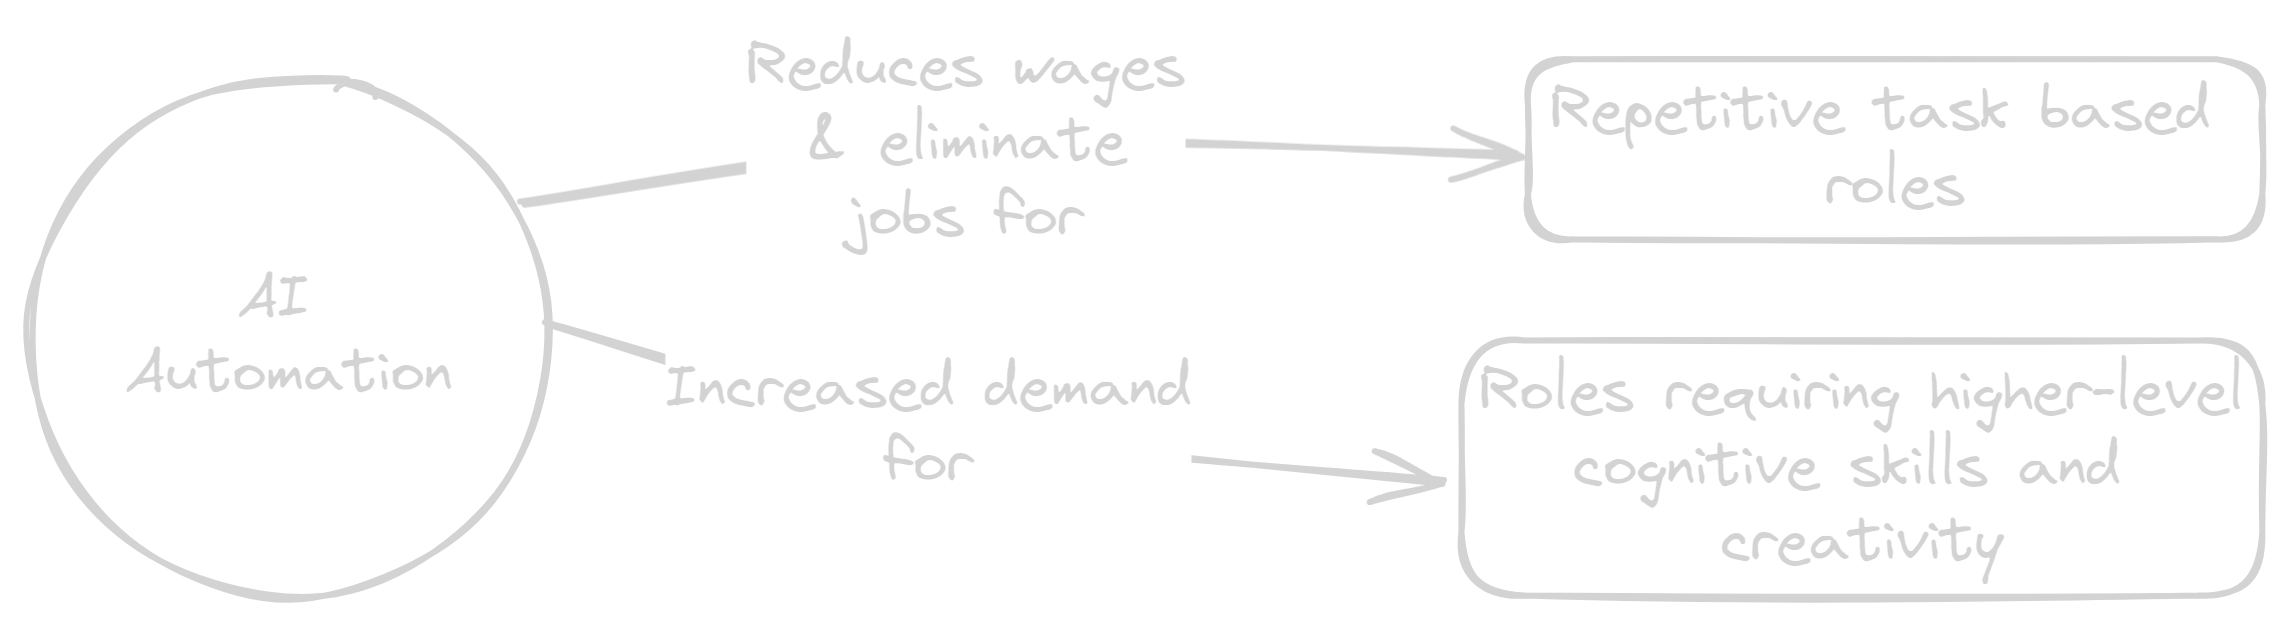 AI
Automation
Reduces wages
& eliminate
jobs for
Repetitive task based
roles
Increased demand
for
Roles requiring higher-level
cognitive skills and
creativity